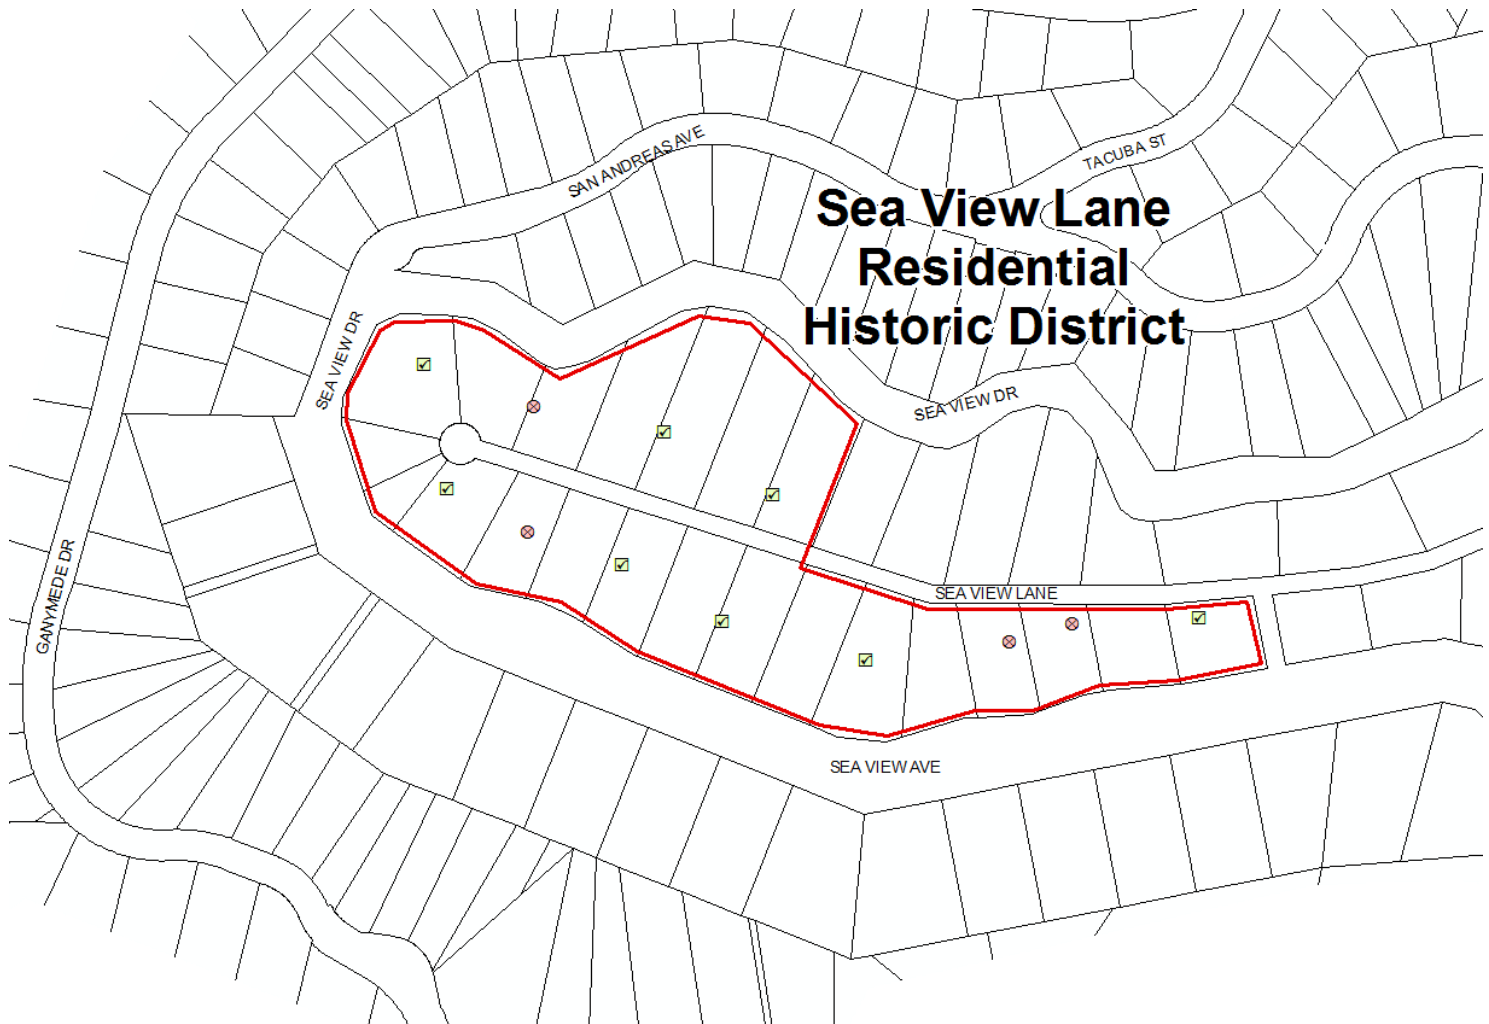 SAN ANDREAS AVE
TACUBA ST
Sea View Lane
Residential
Historic District
SEA VIEW DR
SEA VIEW DR
GANYMEDE DR
SEA VIEW LANE
SEA VIEW AVE